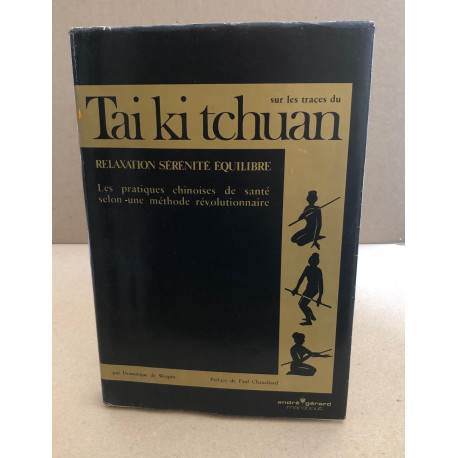 sur les traces du
Tai ki tchuan
RELAXATION SÉRÉNITÉ EQUILIBRE
Les pratiques chinoises de santé
selon une méthode révolutionnaire
par Dominique de Wespin
Préface de Paul Chauchard
andré gérard
marabout